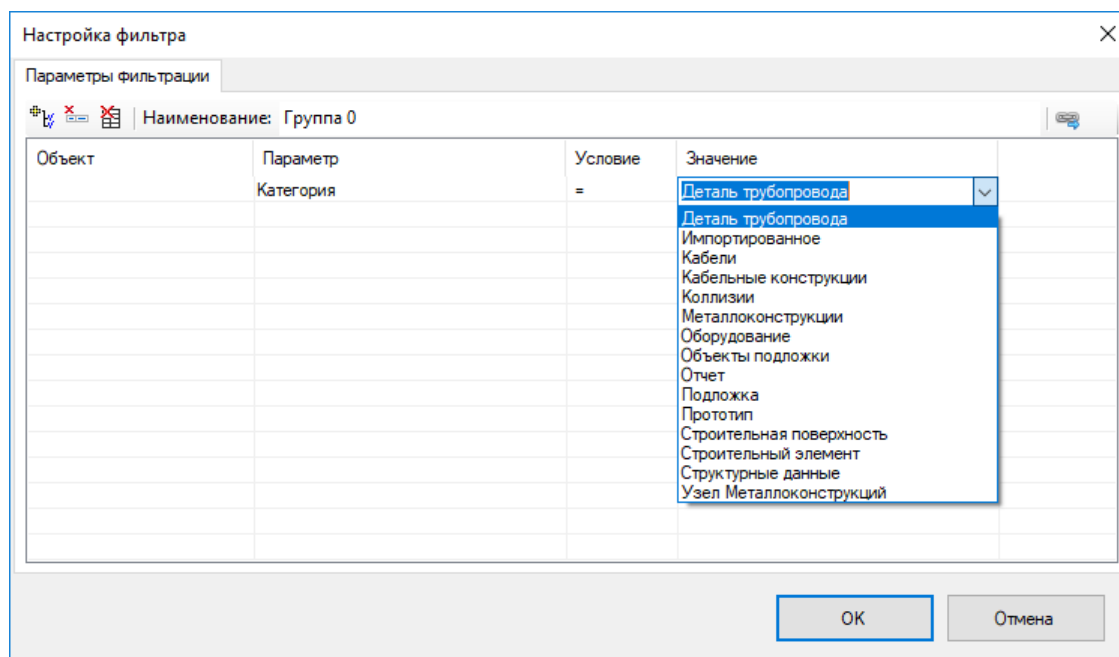 Настройка фильтра
Параметры фильтрации
Наименование: Группа 0
Объект Параметр Условие Значение
Категория = Деталь трубопровода
Деталь трубопровода
Импортированное
Кабели
Кабельные конструкции
Коллизии
Металлоконструкции
Оборудование
Объекты подложки
Отчет
Подложка
Прототип
Строительная поверхность
Строительный элемент
Структурные данные
Узел Металлоконструкций
OK Отмена